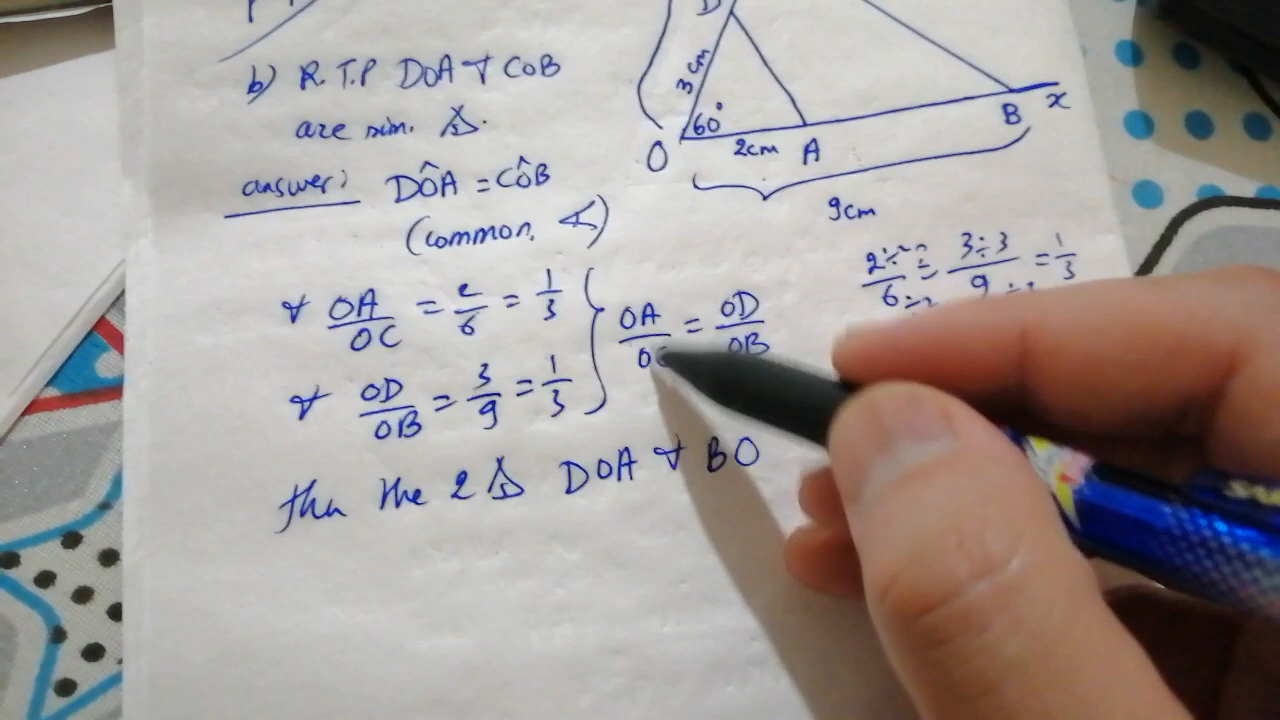 b) R.T.P DOA & COB
are sim. Δs.
answer: DÔA = CÔB
(common ∢)
& OA/OC = 2/6 = 1/3
& OD/OB = 3/9 = 1/3
OA/OC = OD/OB
then the 2 Δs DOA & BO
D
3cm
60°
O
2cm
A
B
x
9cm
2÷2/6÷2 = 3÷3/9÷3 = 1/3